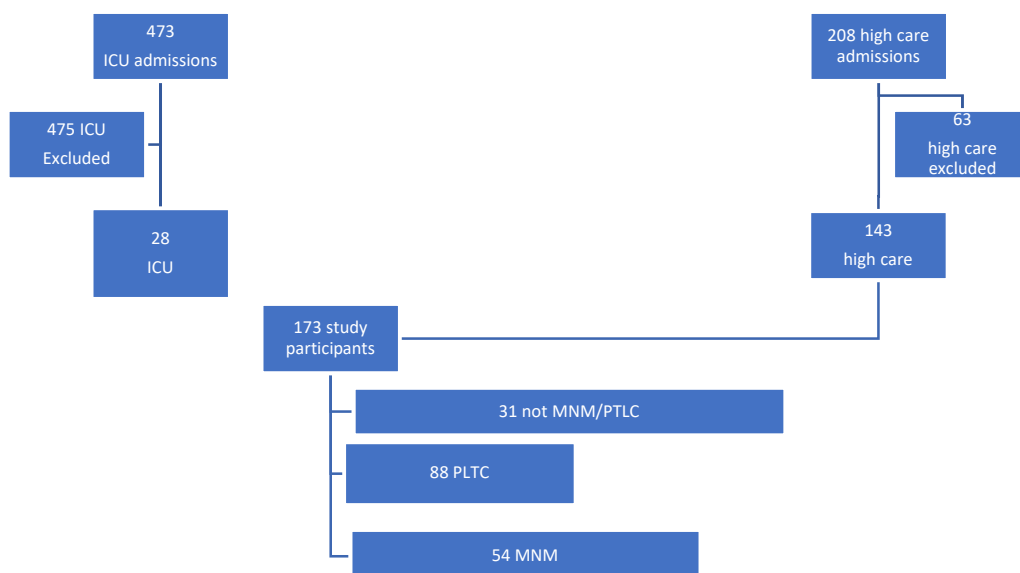 473
ICU admissions
208 high care
admissions
475 ICU
Excluded
63
high care
excluded
28
ICU
143
high care
173 study
participants
31 not MNM/PTLC
88 PLTC
54 MNM